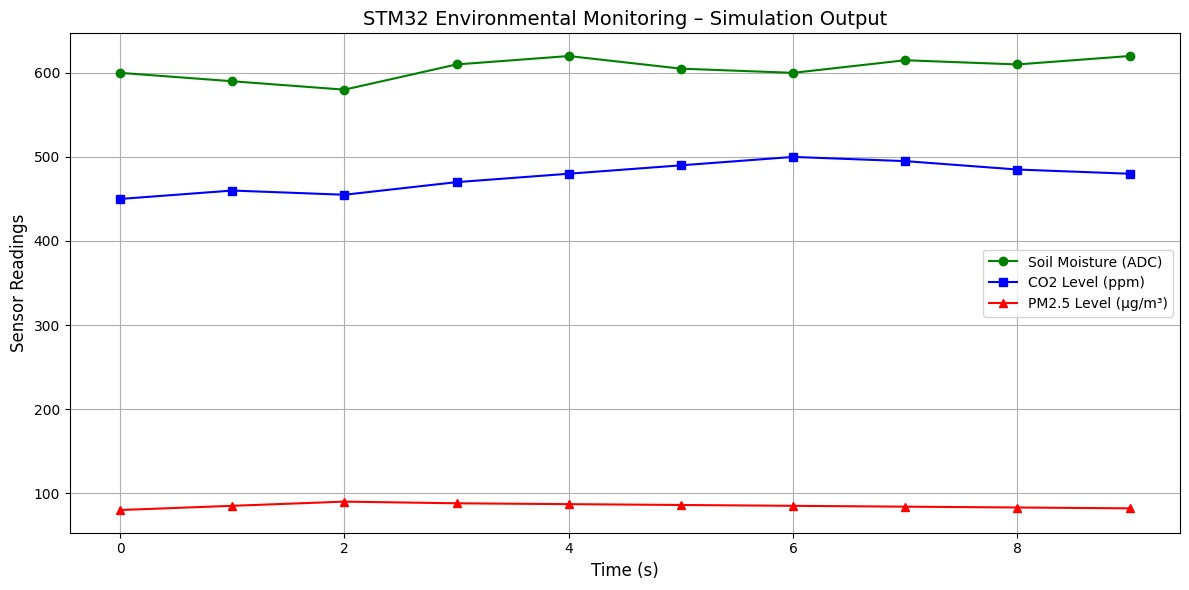 STM32 Environmental Monitoring – Simulation Output
Sensor Readings
600
500
400
300
200
100
Soil Moisture (ADC)
CO2 Level (ppm)
PM2.5 Level (µg/m³)
0 2 4 6 8
Time (s)